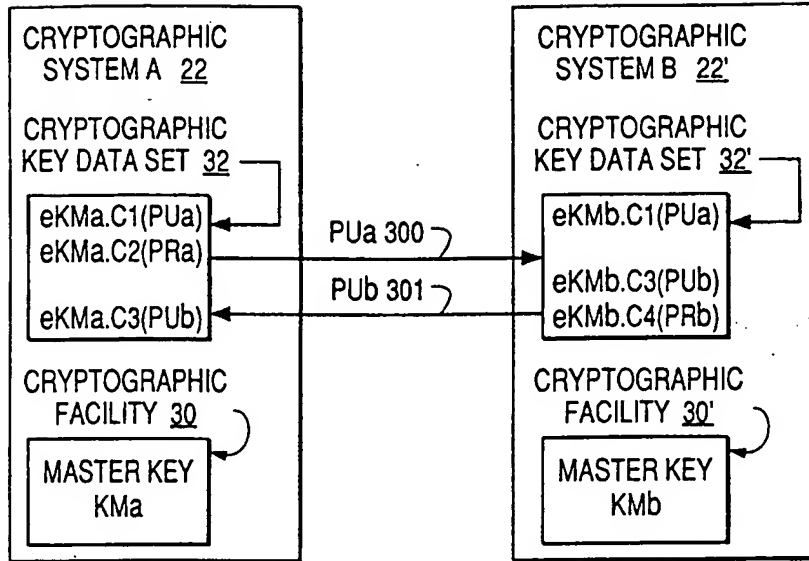 CRYPTOGRAPHIC
SYSTEM A 22
CRYPTOGRAPHIC
KEY DATA SET 32
eKMa.C1(PUa)
eKMa.C2(PRa)
eKMa.C3(PUb)
CRYPTOGRAPHIC
FACILITY 30
MASTER KEY
KMa
PUa 300
PUb 301
CRYPTOGRAPHIC
SYSTEM B 22'
CRYPTOGRAPHIC
KEY DATA SET 32'
eKMb.C1(PUa)
eKMb.C3(PUb)
eKMb.C4(PRb)
CRYPTOGRAPHIC
FACILITY 30'
MASTER KEY
KMb